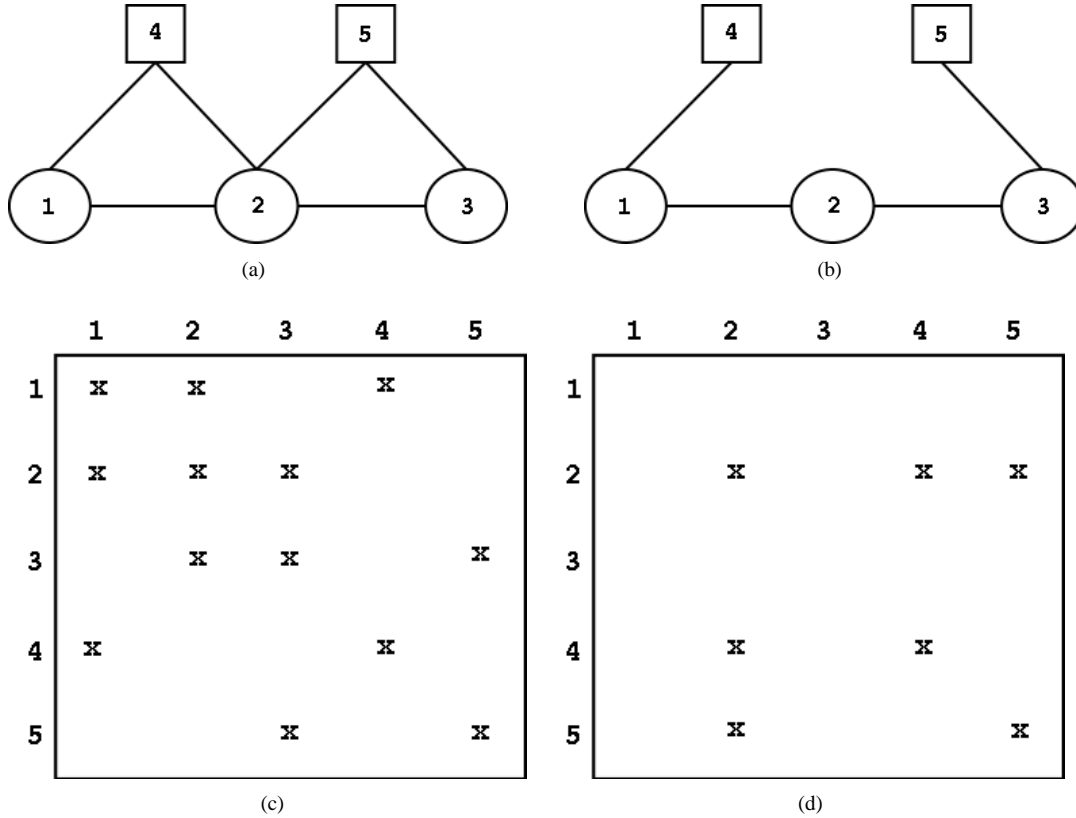 4 5 4 5
1 2 3 1 2 3
(a) (b)
1 2 3 4 5 1 2 3 4 5
1 x x x 1
2 x x x 2 x x x
3 x x x 3
4 x x 4 x x
5 x x 5 x x
(c) (d)